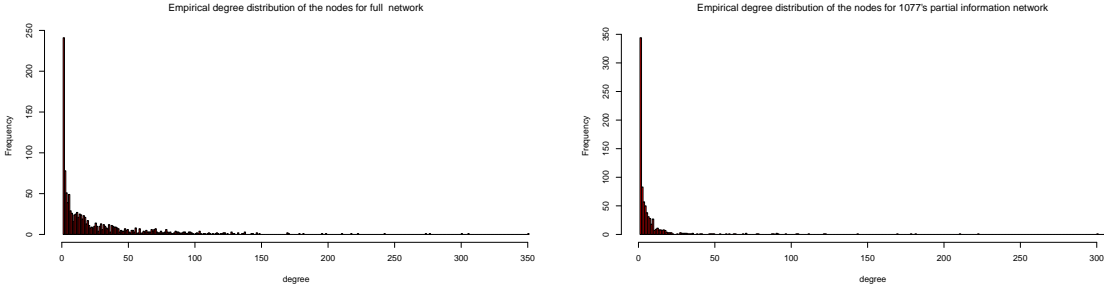 Empirical degree distribution of the nodes for full network
Frequency
250
200
150
100
50
0
0 50 100 150 200 250 300 350
degree
Empirical degree distribution of the nodes for 1077's partial information network
Frequency
350
300
250
200
150
100
50
0
0 50 100 150 200 250 300
degree